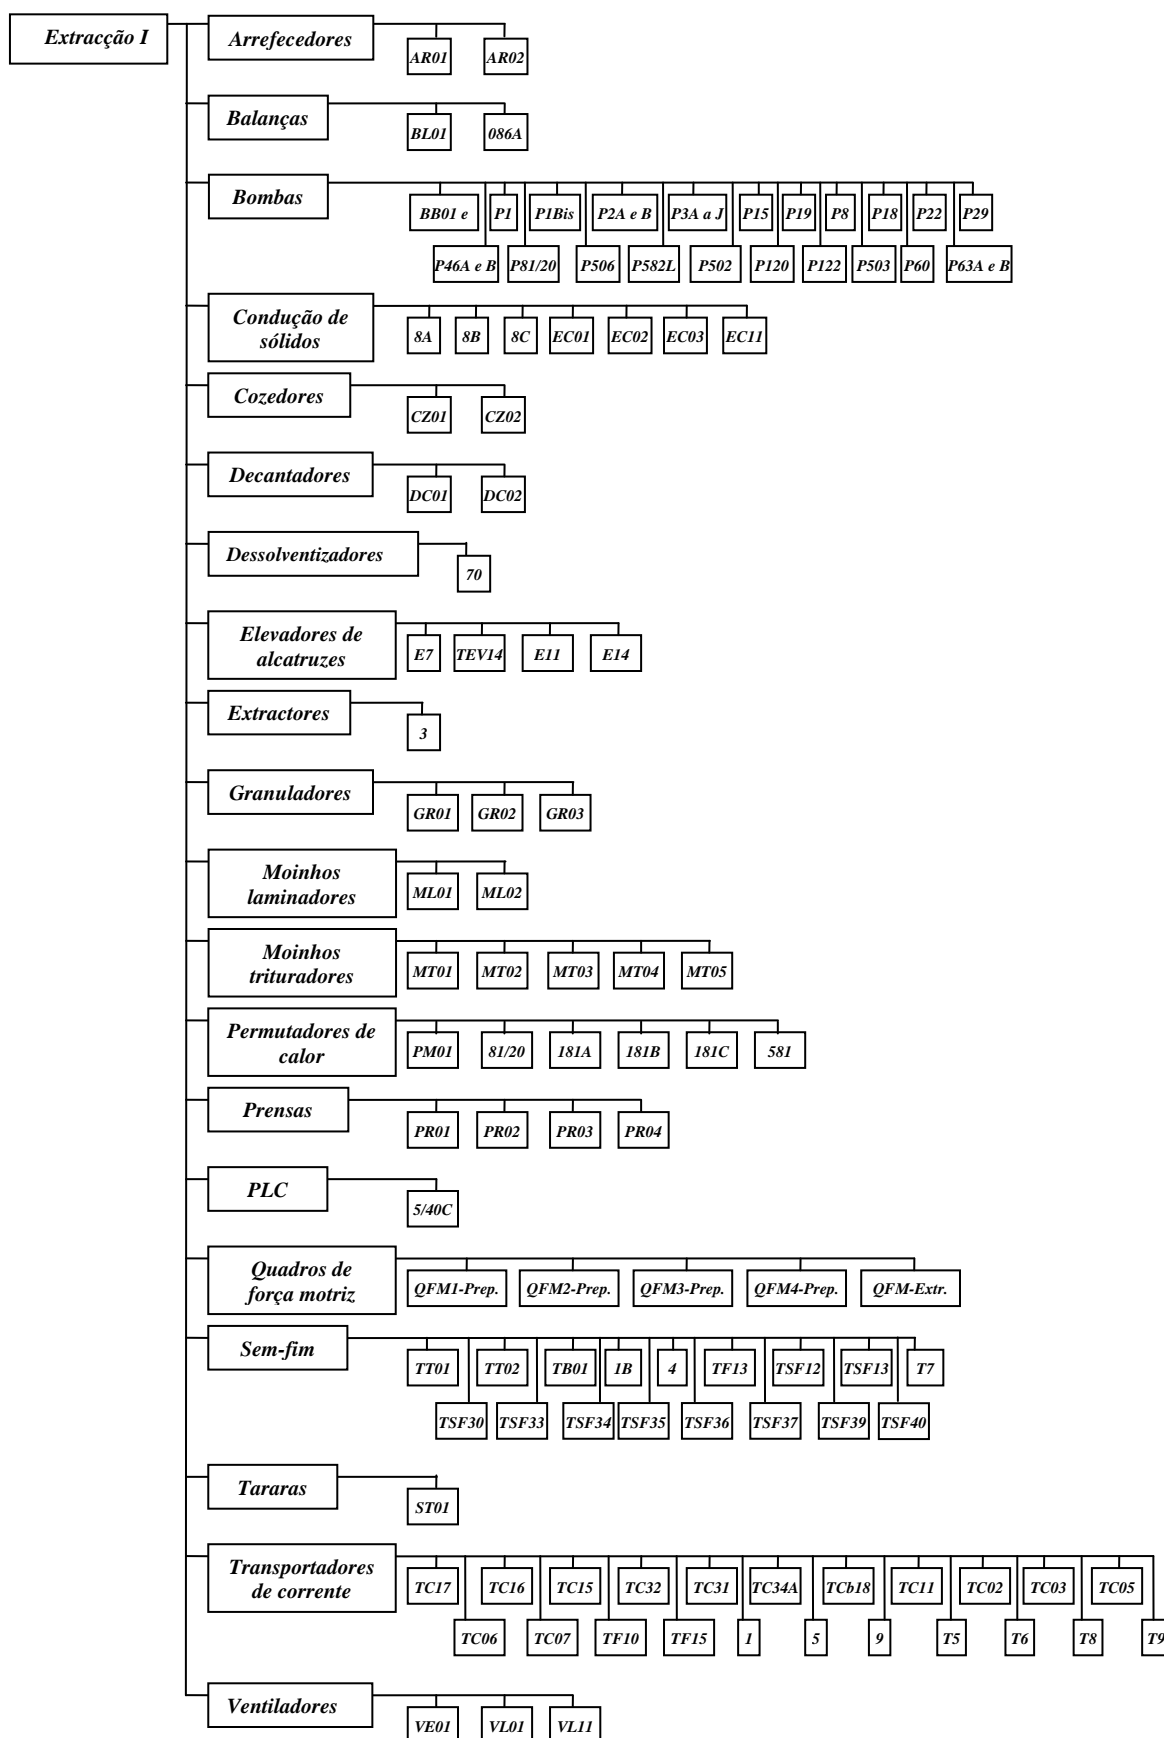 Extracção I
Arrefecedores
AR01 AR02
Balanças
BL01 086A
Bombas
BB01 e P1 P1Bis P2A e B P3A a J P15 P19 P8 P18 P22 P29
P46A e B P81/20 P506 P582L P502 P120 P122 P503 P60 P63A e B
Condução de
sólidos
8A 8B 8C EC01 EC02 EC03 EC11
Cozedores
CZ01 CZ02
Decantadores
DC01 DC02
Dessolventizadores
70
Elevadores de
alcatruzes
E7 TEV14 E11 E14
Extractores
3
Granuladores
GR01 GR02 GR03
Moinhos
laminadores
ML01 ML02
Moinhos
trituradores
MT01 MT02 MT03 MT04 MT05
Permutadores de
calor
PM01 81/20 181A 181B 181C 581
Prensas
PR01 PR02 PR03 PR04
PLC
5/40C
Quadros de
força motriz
QFM1-Prep. QFM2-Prep. QFM3-Prep. QFM4-Prep. QFM-Extr.
Sem-fim
TT01 TT02 TB01 1B 4 TF13 TSF12 TSF13 T7
TSF30 TSF33 TSF34 TSF35 TSF36 TSF37 TSF39 TSF40
Tararas
ST01
Transportadores
de corrente
TC17 TC16 TC15 TC32 TC31 TC34A TCb18 TC11 TC02 TC03 TC05
TC06 TC07 TF10 TF15 1 5 9 T5 T6 T8 T9
Ventiladores
VE01 VL01 VL11